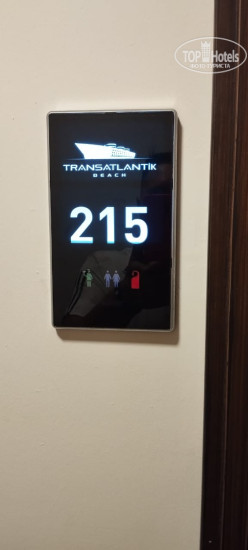 TOP Hotels
TRANSATLANTİK
BEACH
215